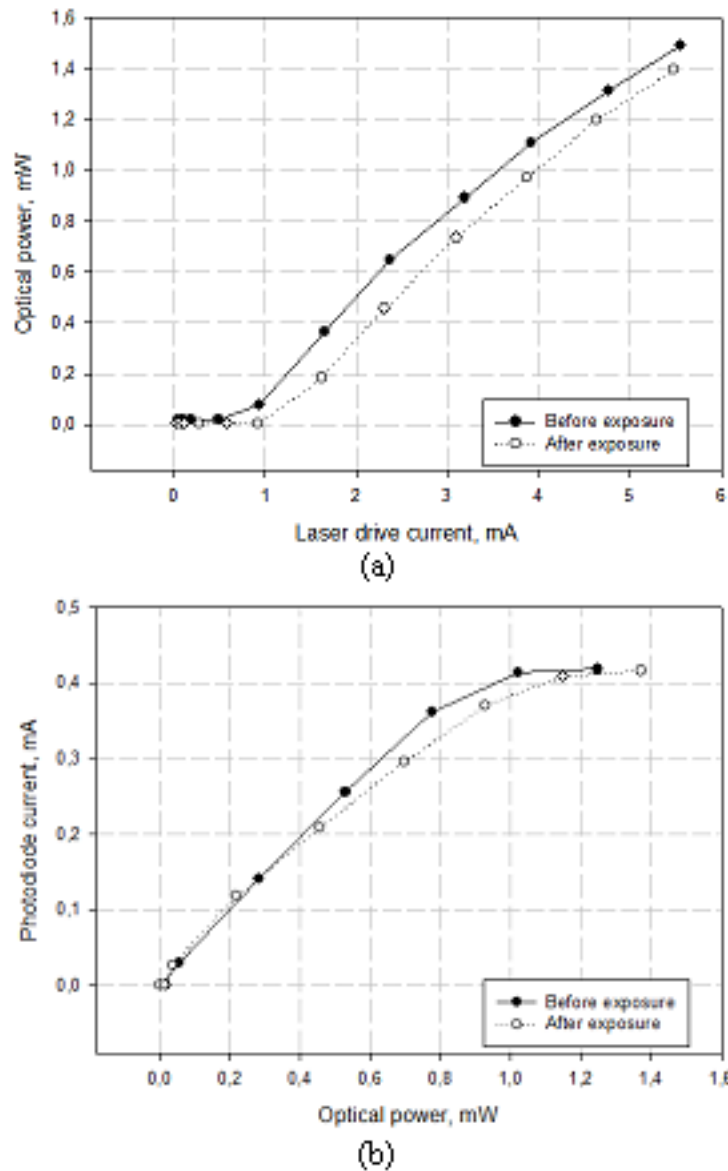 1,6
1,4
1,2
1,0
0,8
0,6
0,4
0,2
0,0
Optical power, mW
Before exposure
After exposure
0 1 2 3 4 5 6
Laser drive current, mA
(a)
0,5
0,4
0,3
0,2
0,1
0,0
Photodiode current, mA
Before exposure
After exposure
0,0 0,2 0,4 0,6 0,8 1,0 1,2 1,4 1,6
Optical power, mW
(b)